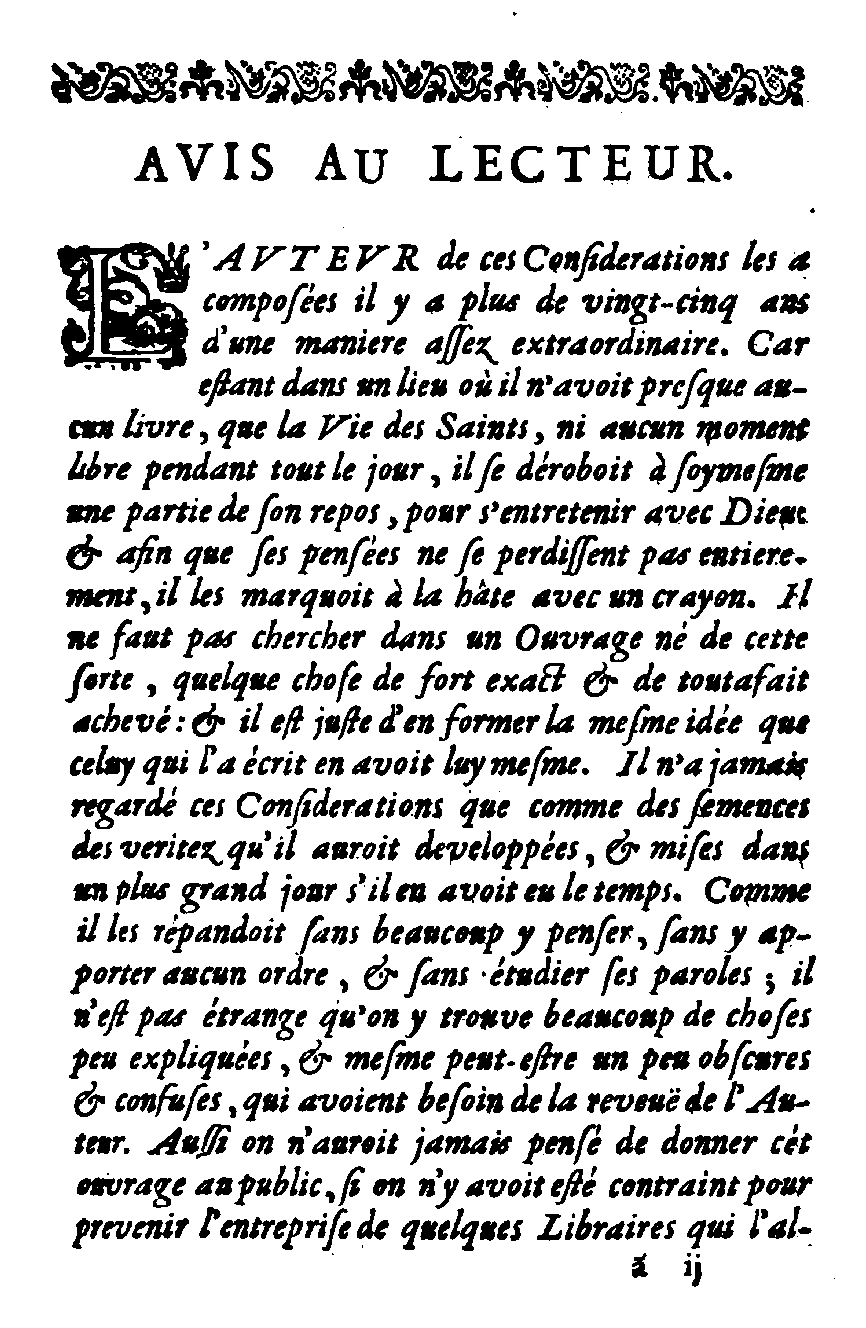 AVIS AU LECTEUR.
L'AVTEVR de ces Conſiderations les a
compoſées il y a plus de vingt-cinq ans
d'une maniere aſſez extraordinaire. Car
eſtant dans un lieu où il n'avoit preſque au-
cun livre, que la Vie des Saints, ni aucun moment
libre pendant tout le jour, il ſe déroboit à ſoymeſme
une partie de ſon repos, pour s'entretenir avec Dieu:
& afin que ſes penſées ne ſe perdiſſent pas entiere-
ment, il les marquoit à la hâte avec un crayon. Il
ne faut pas chercher dans un Ouvrage né de cette
ſorte, quelque choſe de fort exact & de toutafait
achevé: & il eſt juſte d'en former la meſme idée que
celuy qui l'a écrit en avoit luy meſme. Il n'a jamais
regardé ces Conſiderations que comme des ſemences
des veritez qu'il auroit developpées, & miſes dans
un plus grand jour s'il en avoit eu le temps. Comme
il les répandoit ſans beaucoup y penſer, ſans y ap-
porter aucun ordre, & ſans étudier ſes paroles; il
n'eſt pas étrange qu'on y trouve beaucoup de choſes
peu expliquées, & meſme peut-eſtre un peu obſcures
& confuſes, qui avoient beſoin de la reveuë de l'Au-
teur. Auſſi on n'auroit jamais penſé de donner cét
ouvrage au public, ſi on n'y avoit eſté contraint pour
prevenir l'entrepriſe de quelques Libraires qui l'al-
ã ij